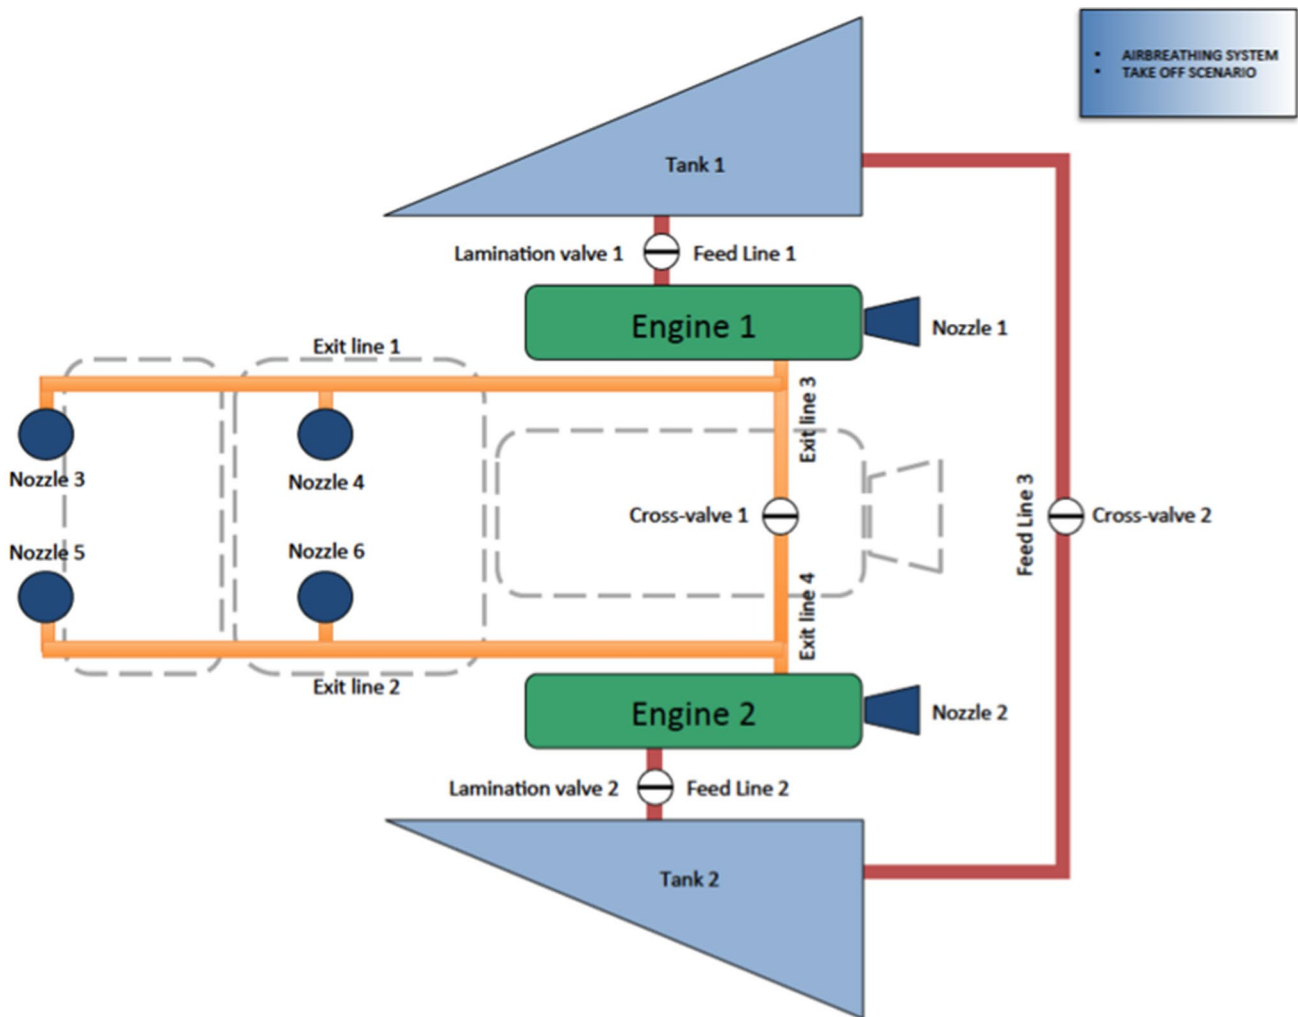 ▪ AIRBREATHING SYSTEM
▪ TAKE OFF SCENARIO
Tank 1
Lamination valve 1
Feed Line 1
Engine 1
Nozzle 1
Exit line 1
Exit line 3
Nozzle 3
Nozzle 4
Cross-valve 1
Feed Line 3
Cross-valve 2
Nozzle 5
Nozzle 6
Exit line 4
Exit line 2
Engine 2
Nozzle 2
Lamination valve 2
Feed Line 2
Tank 2